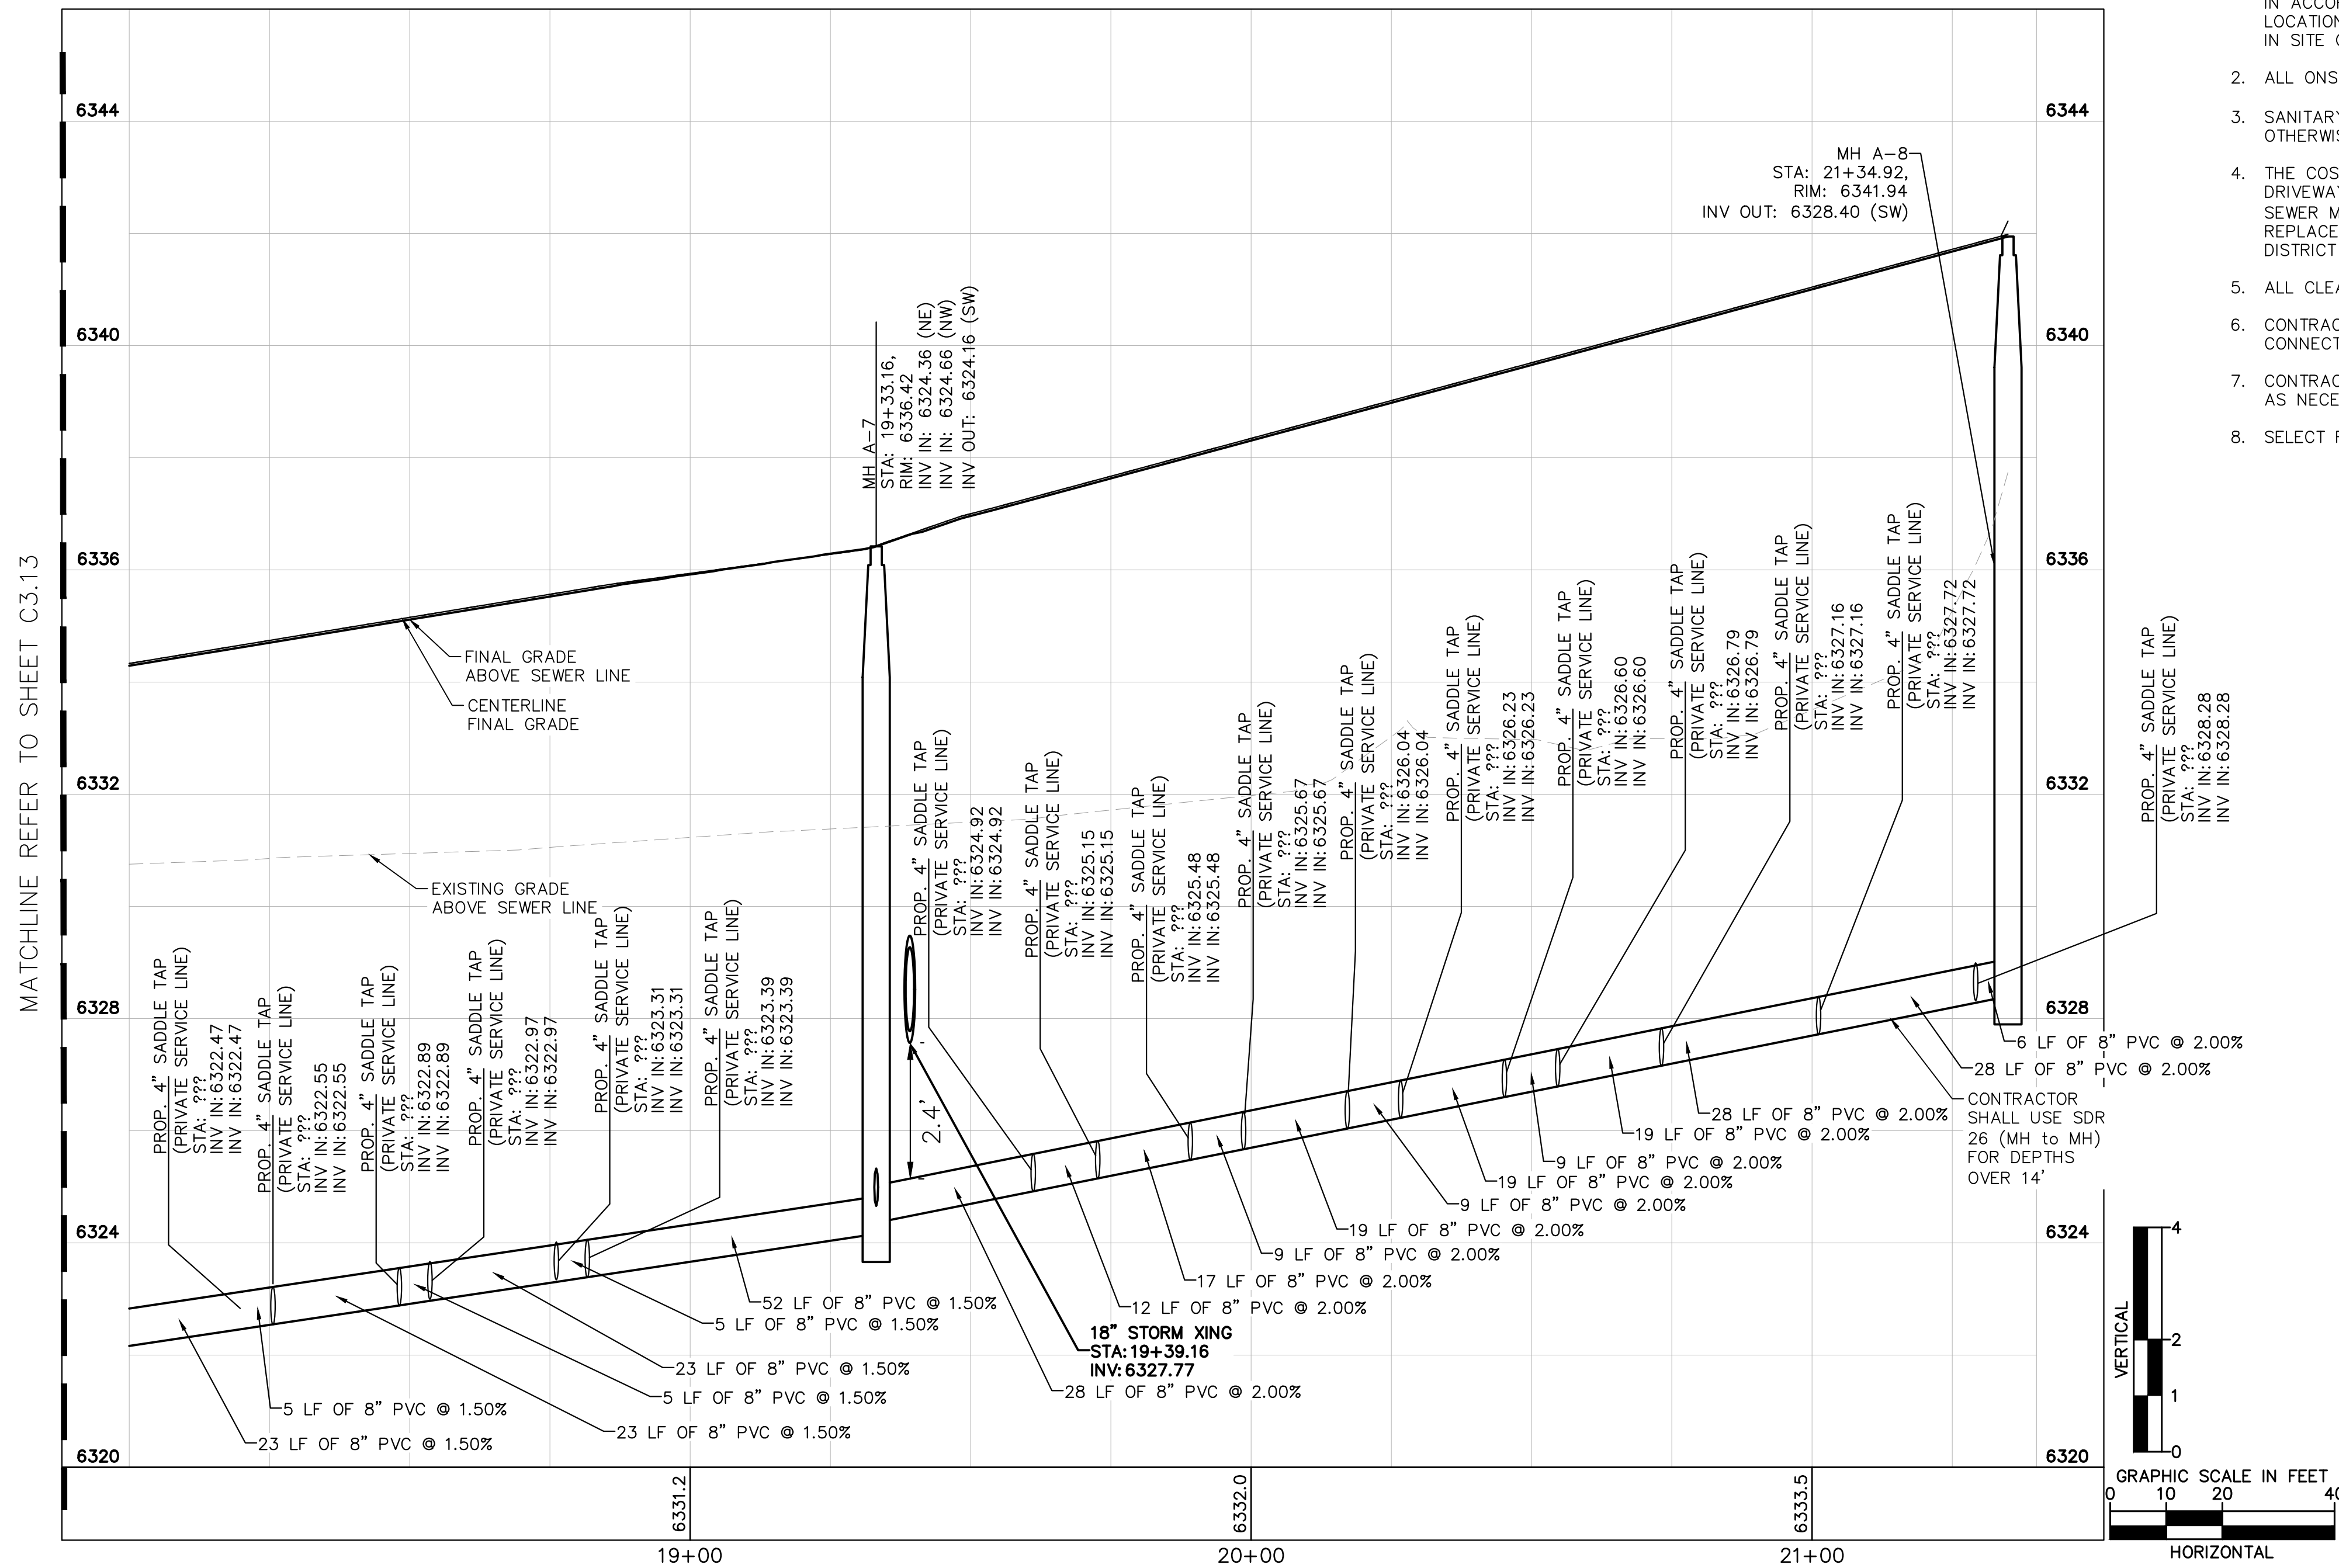 IN SITE
2. ALL ONS
3. SANITARY
4. THE
DRIVEWAY
SEWER
REPLACE
DISTRICT
5. ALL
6.
CONNECT
7.
AS
8. SELECT
MATCHLINE REFER TO SHEET C3.13
6344
6340
6336
6332
6328
6324
6320
6344
6340
6336
6332
6328
6324
6320
MH A-8
STA: 21+34.92,
RIM: 6341.94
INV OUT: 6328.40 (SW)
MH A-7
STA: 19+33.16,
RIM: 6336.42
INV IN: 6324.36 (NE)
INV IN: 6324.66 (NW)
INV OUT: 6324.16 (SW)
FINAL GRADE
ABOVE SEWER LINE
CENTERLINE
FINAL GRADE
EXISTING GRADE
ABOVE SEWER LINE
PROP. 4" SADDLE TAP
(PRIVATE SERVICE LINE)
STA: ???
INV IN:6322.47
INV IN:6322.47
PROP. 4" SADDLE TAP
(PRIVATE SERVICE LINE)
STA: ???
INV IN:6322.55
INV IN:6322.55
PROP. 4" SADDLE TAP
(PRIVATE SERVICE LINE)
STA: ???
INV IN:6322.89
INV IN:6322.89
PROP. 4" SADDLE TAP
(PRIVATE SERVICE LINE)
STA: ???
INV IN:6322.97
INV IN:6322.97
PROP. 4" SADDLE TAP
(PRIVATE SERVICE LINE)
STA: ???
INV IN:6323.31
INV IN:6323.31
PROP. 4" SADDLE TAP
(PRIVATE SERVICE LINE)
STA: ???
INV IN:6323.39
INV IN:6323.39
PROP. 4" SADDLE TAP
(PRIVATE SERVICE LINE)
STA: ???
INV IN:6324.92
INV IN:6324.92
PROP. 4" SADDLE TAP
(PRIVATE SERVICE LINE)
STA: ???
INV IN:6325.15
INV IN:6325.15
PROP. 4" SADDLE TAP
(PRIVATE SERVICE LINE)
STA: ???
INV IN:6325.48
INV IN:6325.48
PROP. 4" SADDLE TAP
(PRIVATE SERVICE LINE)
STA: ???
INV IN:6325.67
INV IN:6325.67
PROP. 4" SADDLE TAP
(PRIVATE SERVICE LINE)
STA: ???
INV IN:6326.04
INV IN:6326.04
PROP. 4" SADDLE TAP
(PRIVATE SERVICE LINE)
STA: ???
INV IN:6326.23
INV IN:6326.23
PROP. 4" SADDLE TAP
(PRIVATE SERVICE LINE)
STA: ???
INV IN:6326.60
INV IN:6326.60
PROP. 4" SADDLE TAP
(PRIVATE SERVICE LINE)
STA: ???
INV IN:6326.79
INV IN:6326.79
PROP. 4" SADDLE TAP
(PRIVATE SERVICE LINE)
STA: ???
INV IN:6327.16
INV IN:6327.16
PROP. 4" SADDLE TAP
(PRIVATE SERVICE LINE)
STA: ???
INV IN:6327.72
INV IN:6327.72
PROP. 4" SADDLE TAP
(PRIVATE SERVICE LINE)
STA: ???
INV IN:6328.28
INV IN:6328.28
2.4'
6 LF OF 8" PVC @ 2.00%
28 LF OF 8" PVC @ 2.00%
CONTRACTOR
SHALL USE SDR
26 (MH to MH)
FOR DEPTHS
OVER 14'
28 LF OF 8" PVC @ 2.00%
19 LF OF 8" PVC @ 2.00%
9 LF OF 8" PVC @ 2.00%
19 LF OF 8" PVC @ 2.00%
9 LF OF 8" PVC @ 2.00%
19 LF OF 8" PVC @ 2.00%
9 LF OF 8" PVC @ 2.00%
17 LF OF 8" PVC @ 2.00%
12 LF OF 8" PVC @ 2.00%
18" STORM XING
STA:19+39.16
INV:6327.77
28 LF OF 8" PVC @ 2.00%
52 LF OF 8" PVC @ 1.50%
5 LF OF 8" PVC @ 1.50%
23 LF OF 8" PVC @ 1.50%
5 LF OF 8" PVC @ 1.50%
23 LF OF 8" PVC @ 1.50%
5 LF OF 8" PVC @ 1.50%
23 LF OF 8" PVC @ 1.50%
6331.2
6332.0
6333.5
19+00
20+00
21+00
VERTICAL
4
2
1
0
GRAPHIC SCALE IN FEET
0 10 20 40
HORIZONTAL